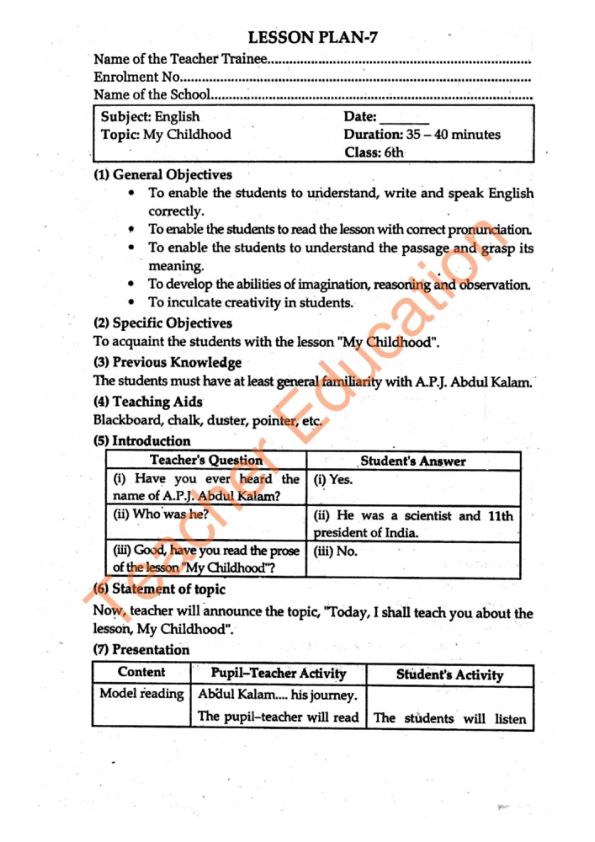 LESSON PLAN-7
Name of the Teacher Trainee..........................................................................
Enrolment No.................................................................................................
Name of the School.........................................................................................
Subject: English Date: _______
Topic: My Childhood Duration: 35 – 40 minutes
Class: 6th
(1) General Objectives
• To enable the students to understand, write and speak English
correctly.
• To enable the students to read the lesson with correct pronunciation.
• To enable the students to understand the passage and grasp its
meaning.
• To develop the abilities of imagination, reasoning and observation.
• To inculcate creativity in students.
(2) Specific Objectives
To acquaint the students with the lesson "My Childhood".
(3) Previous Knowledge
The students must have at least general familiarity with A.P.J. Abdul Kalam.
(4) Teaching Aids
Blackboard, chalk, duster, pointer, etc.
(5) Introduction
Teacher's Question Student's Answer
(i) Have you ever heard the (i) Yes.
name of A.P.J. Abdul Kalam?
(ii) Who was he? (ii) He was a scientist and 11th
president of India.
(iii) Good, have you read the prose (iii) No.
of the lesson "My Childhood"?
(6) Statement of topic
Now, teacher will announce the topic, "Today, I shall teach you about the
lesson, My Childhood".
(7) Presentation
Content Pupil–Teacher Activity Student's Activity
Model reading Abdul Kalam.... his journey.
The pupil–teacher will read The students will listen
Teacher Education